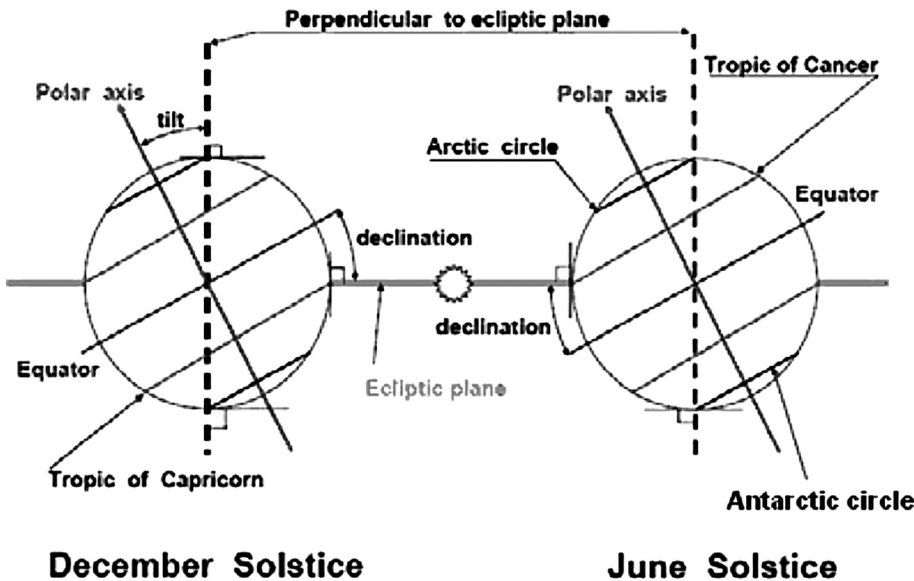 Perpendicular to ecliptic plane
Tropic of Cancer
Polar axis
Polar axis
tilt
Arctic circle
Equator
declination
declination
Equator
Ecliptic plane
Tropic of Capricorn
Antarctic circle
December Solstice
June Solstice